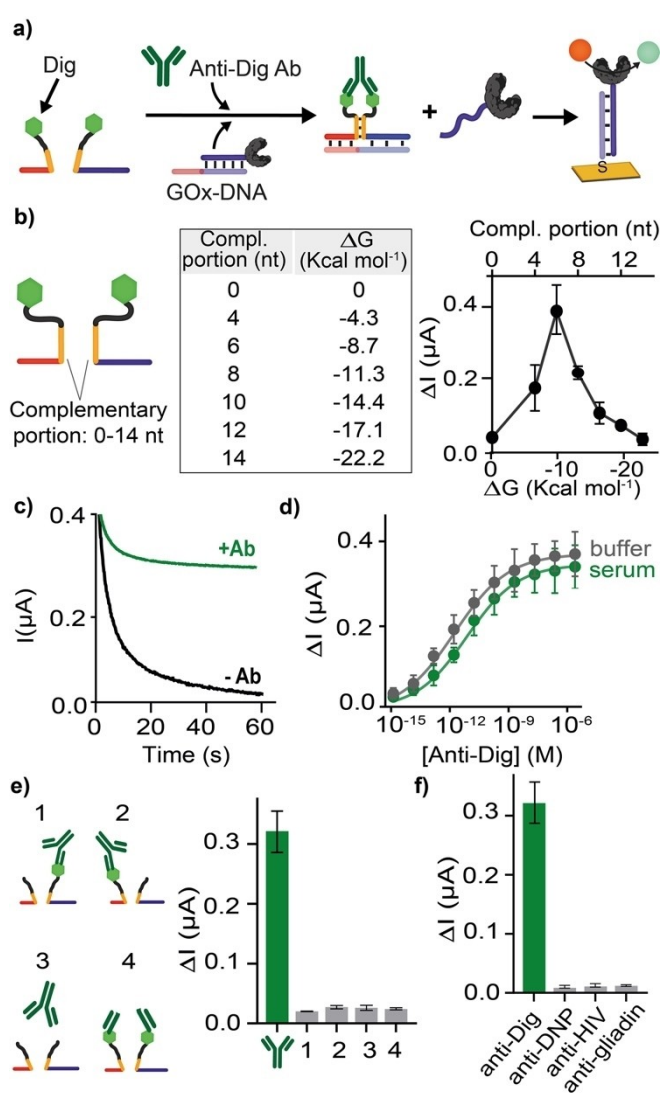 a)
Dig
Anti-Dig Ab
GOx-DNA
+
S
b)
Complementary
portion: 0-14 nt
Compl. portion (nt) ΔG (Kcal mol⁻¹)
0 0
4 -4.3
6 -8.7
8 -11.3
10 -14.4
12 -17.1
14 -22.2
Compl. portion (nt)
0 4 8 12
ΔI (μA)
0.4
0.2
0.0
0 -10 -20
ΔG (Kcal mol⁻¹)
c)
I(μA)
0.4
0.2
0.0
+Ab
- Ab
0 20 40 60
Time (s)
d)
ΔI (μA)
0.4
0.2
0.0
buffer
serum
10⁻¹⁵ 10⁻¹² 10⁻⁹ 10⁻⁶
[Anti-Dig] (M)
e)
1 2
3 4
ΔI (μA)
0.3
0.2
0.1
0.0
1 2 3 4
f)
ΔI (μA)
0.3
0.2
0.1
0.0
anti-Dig
anti-DNP
anti-HIV
anti-gliadin